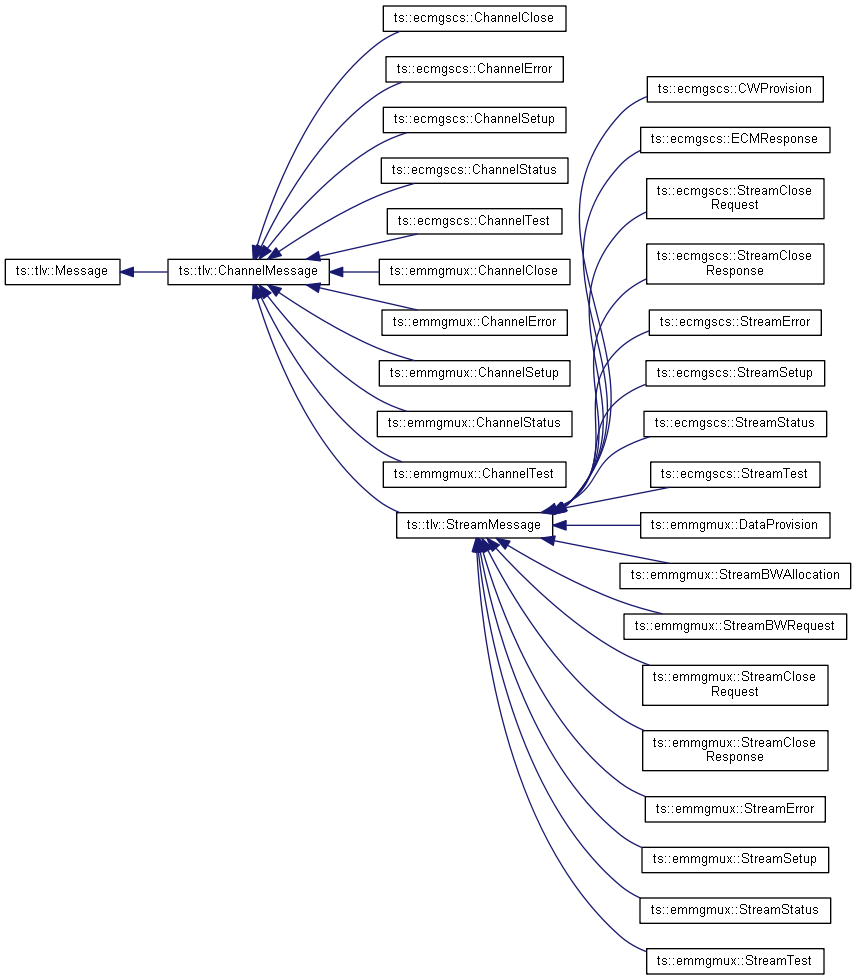 ts::tlv::Message
ts::tlv::ChannelMessage
ts::ecmgscs::ChannelClose
ts::ecmgscs::ChannelError
ts::ecmgscs::ChannelSetup
ts::ecmgscs::ChannelStatus
ts::ecmgscs::ChannelTest
ts::emmgmux::ChannelClose
ts::emmgmux::ChannelError
ts::emmgmux::ChannelSetup
ts::emmgmux::ChannelStatus
ts::emmgmux::ChannelTest
ts::tlv::StreamMessage
ts::ecmgscs::CWProvision
ts::ecmgscs::ECMResponse
ts::ecmgscs::StreamClose
Request
ts::ecmgscs::StreamClose
Response
ts::ecmgscs::StreamError
ts::ecmgscs::StreamSetup
ts::ecmgscs::StreamStatus
ts::ecmgscs::StreamTest
ts::emmgmux::DataProvision
ts::emmgmux::StreamBWAllocation
ts::emmgmux::StreamBWRequest
ts::emmgmux::StreamClose
Request
ts::emmgmux::StreamClose
Response
ts::emmgmux::StreamError
ts::emmgmux::StreamSetup
ts::emmgmux::StreamStatus
ts::emmgmux::StreamTest